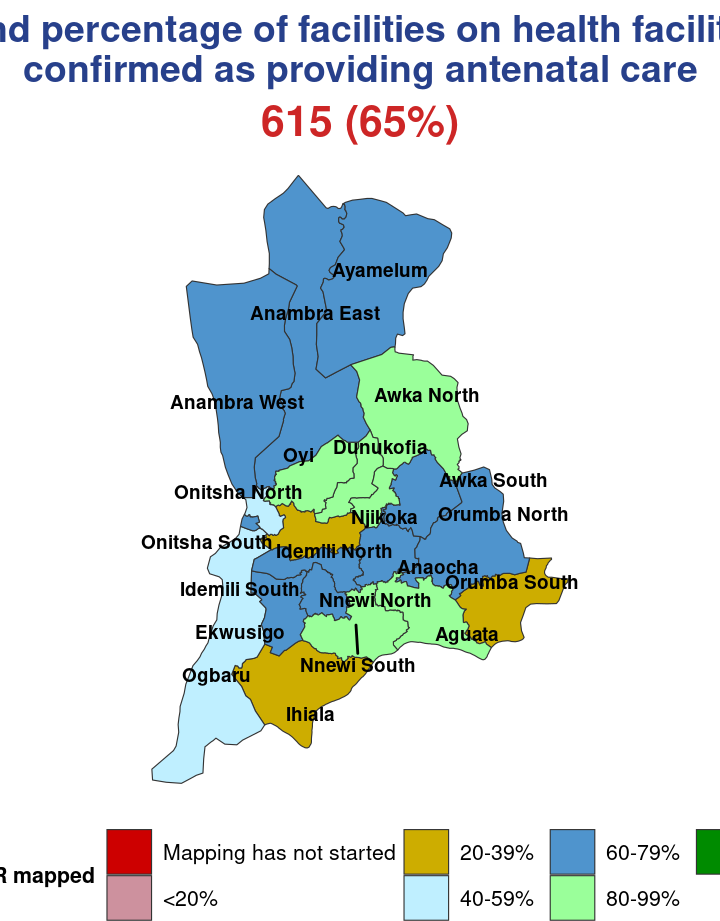 percentage of facilities on health
confirmed as providing antenatal care
615 (65%)
Ayamelum
Anambra East
Awka North
Anambra West
Dunukofia
Oyi
Awka South
Onitsha North
Orumba North
Njikoka
Onitsha South
Idemili North
Anaocha
Orumba South
Idemili South
Nnewi North
Ekwusigo
Aguata
Nnewi South
Ogbaru
Ihiala
mapped
Mapping has not started
20-39%
60-79%
<20%
40-59%
80-99%